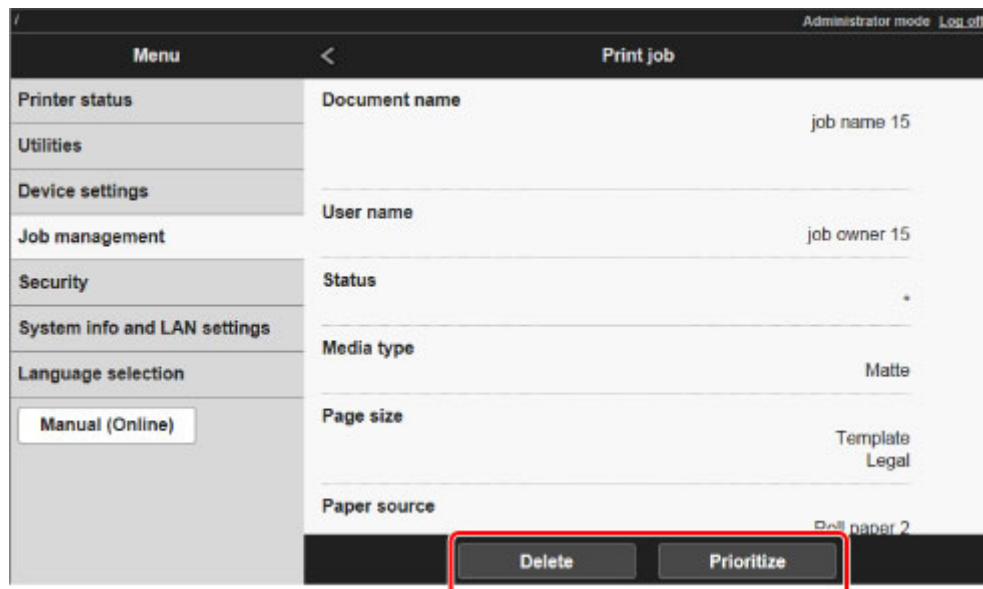 /
Administrator mode Log off
Menu
< Print job
Printer status
Utilities
Device settings
Job management
Security
System info and LAN settings
Language selection
Manual (Online)
Document name
job name 15
User name
job owner 15
Status
*
Media type
Matte
Page size
Template
Legal
Paper source
Roll paper 2
Delete
Prioritize